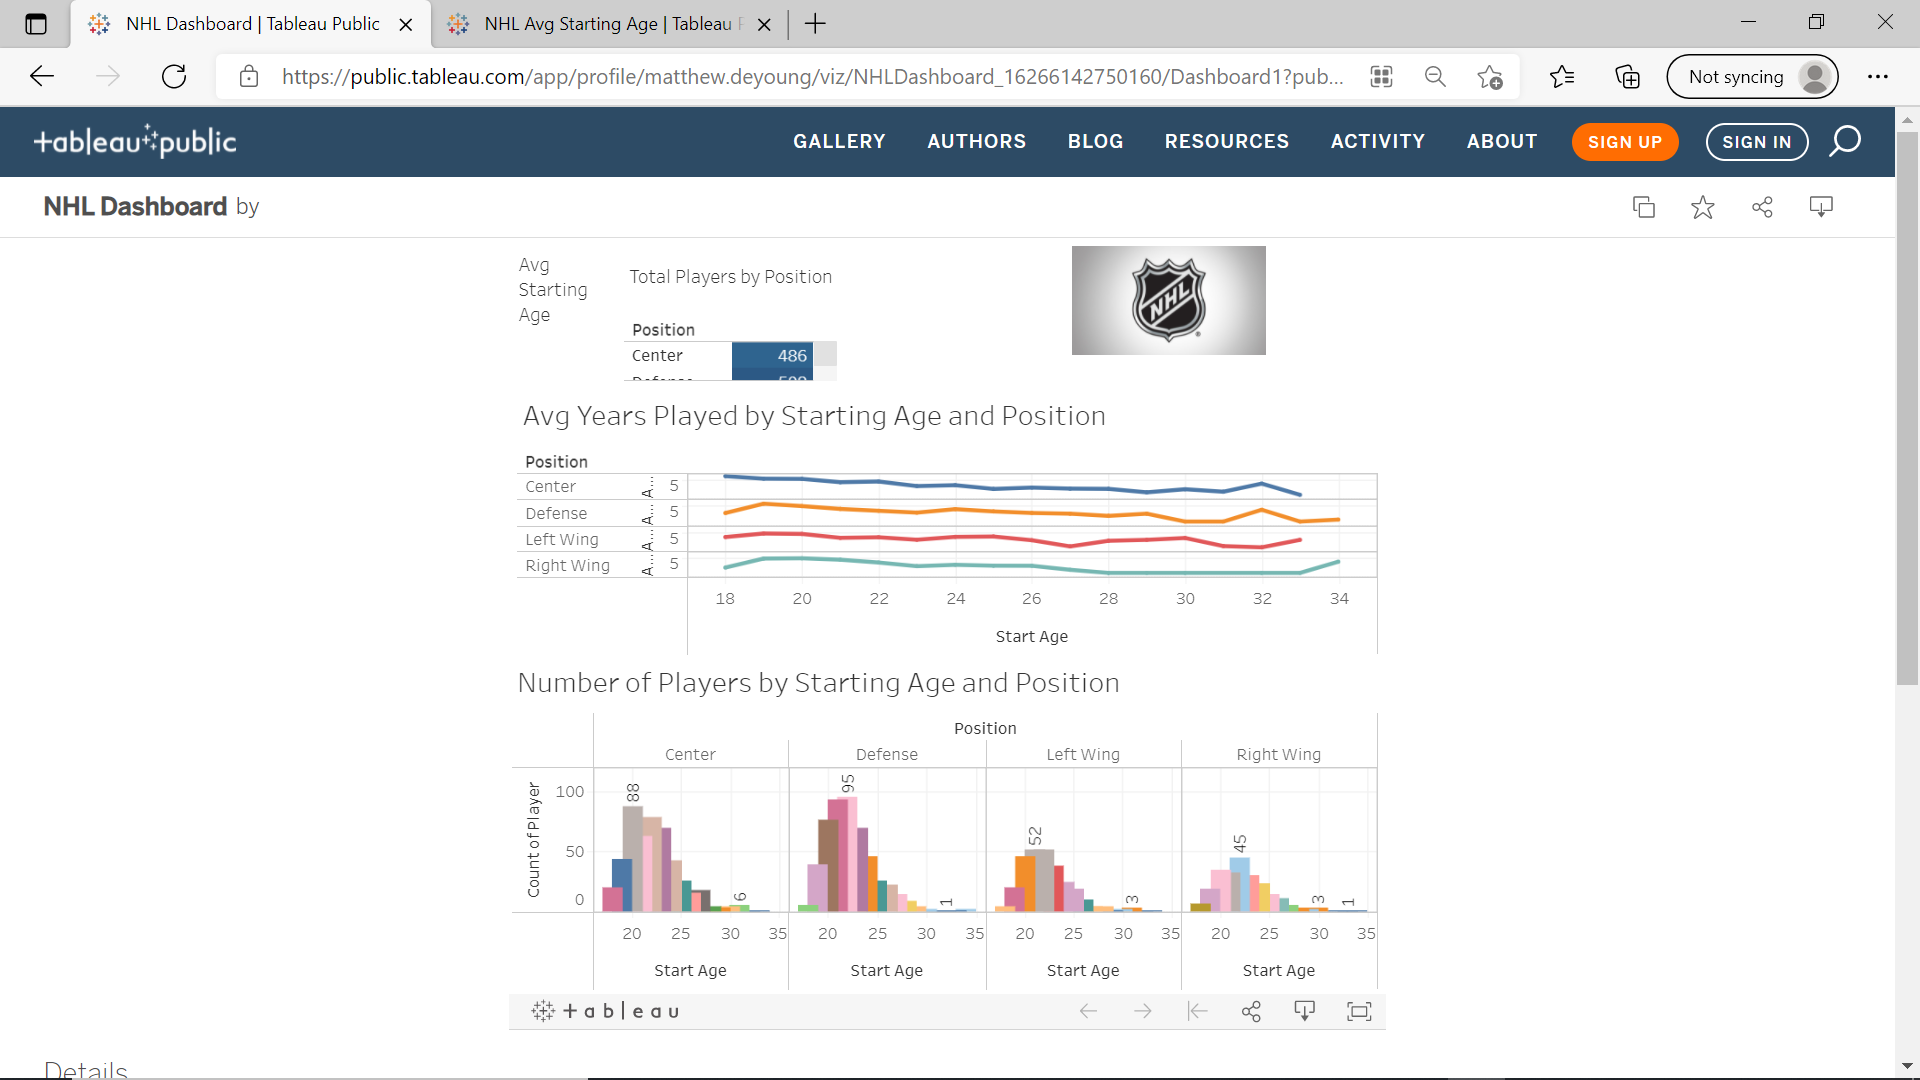 NHL Dashboard | Tableau Public
NHL Avg Starting Age | Tableau
https://public.tableau.com/app/profile/matthew.deyoung/viz/NHLDashboard_16266142750160/Dashboard1?pub...
Not syncing
+ableau public
GALLERY AUTHORS BLOG RESOURCES ACTIVITY ABOUT SIGN UP SIGN IN
NHL Dashboard by
Avg
Starting
Age
Total Players by Position
NHL
Position
Center 486
Avg Years Played by Starting Age and Position
Position
Center A... 5
Defense A... 5
Left Wing A... 5
Right Wing A... 5
18 20 22 24 26 28 30 32 34
Start Age
Number of Players by Starting Age and Position
Position
Center Defense Left Wing Right Wing
Count of Player
100
50
0
88 6
95 1
52 3
45 3 1
20 25 30 35 20 25 30 35 20 25 30 35 20 25 30 35
Start Age Start Age Start Age Start Age
+ a b l e a u
Details